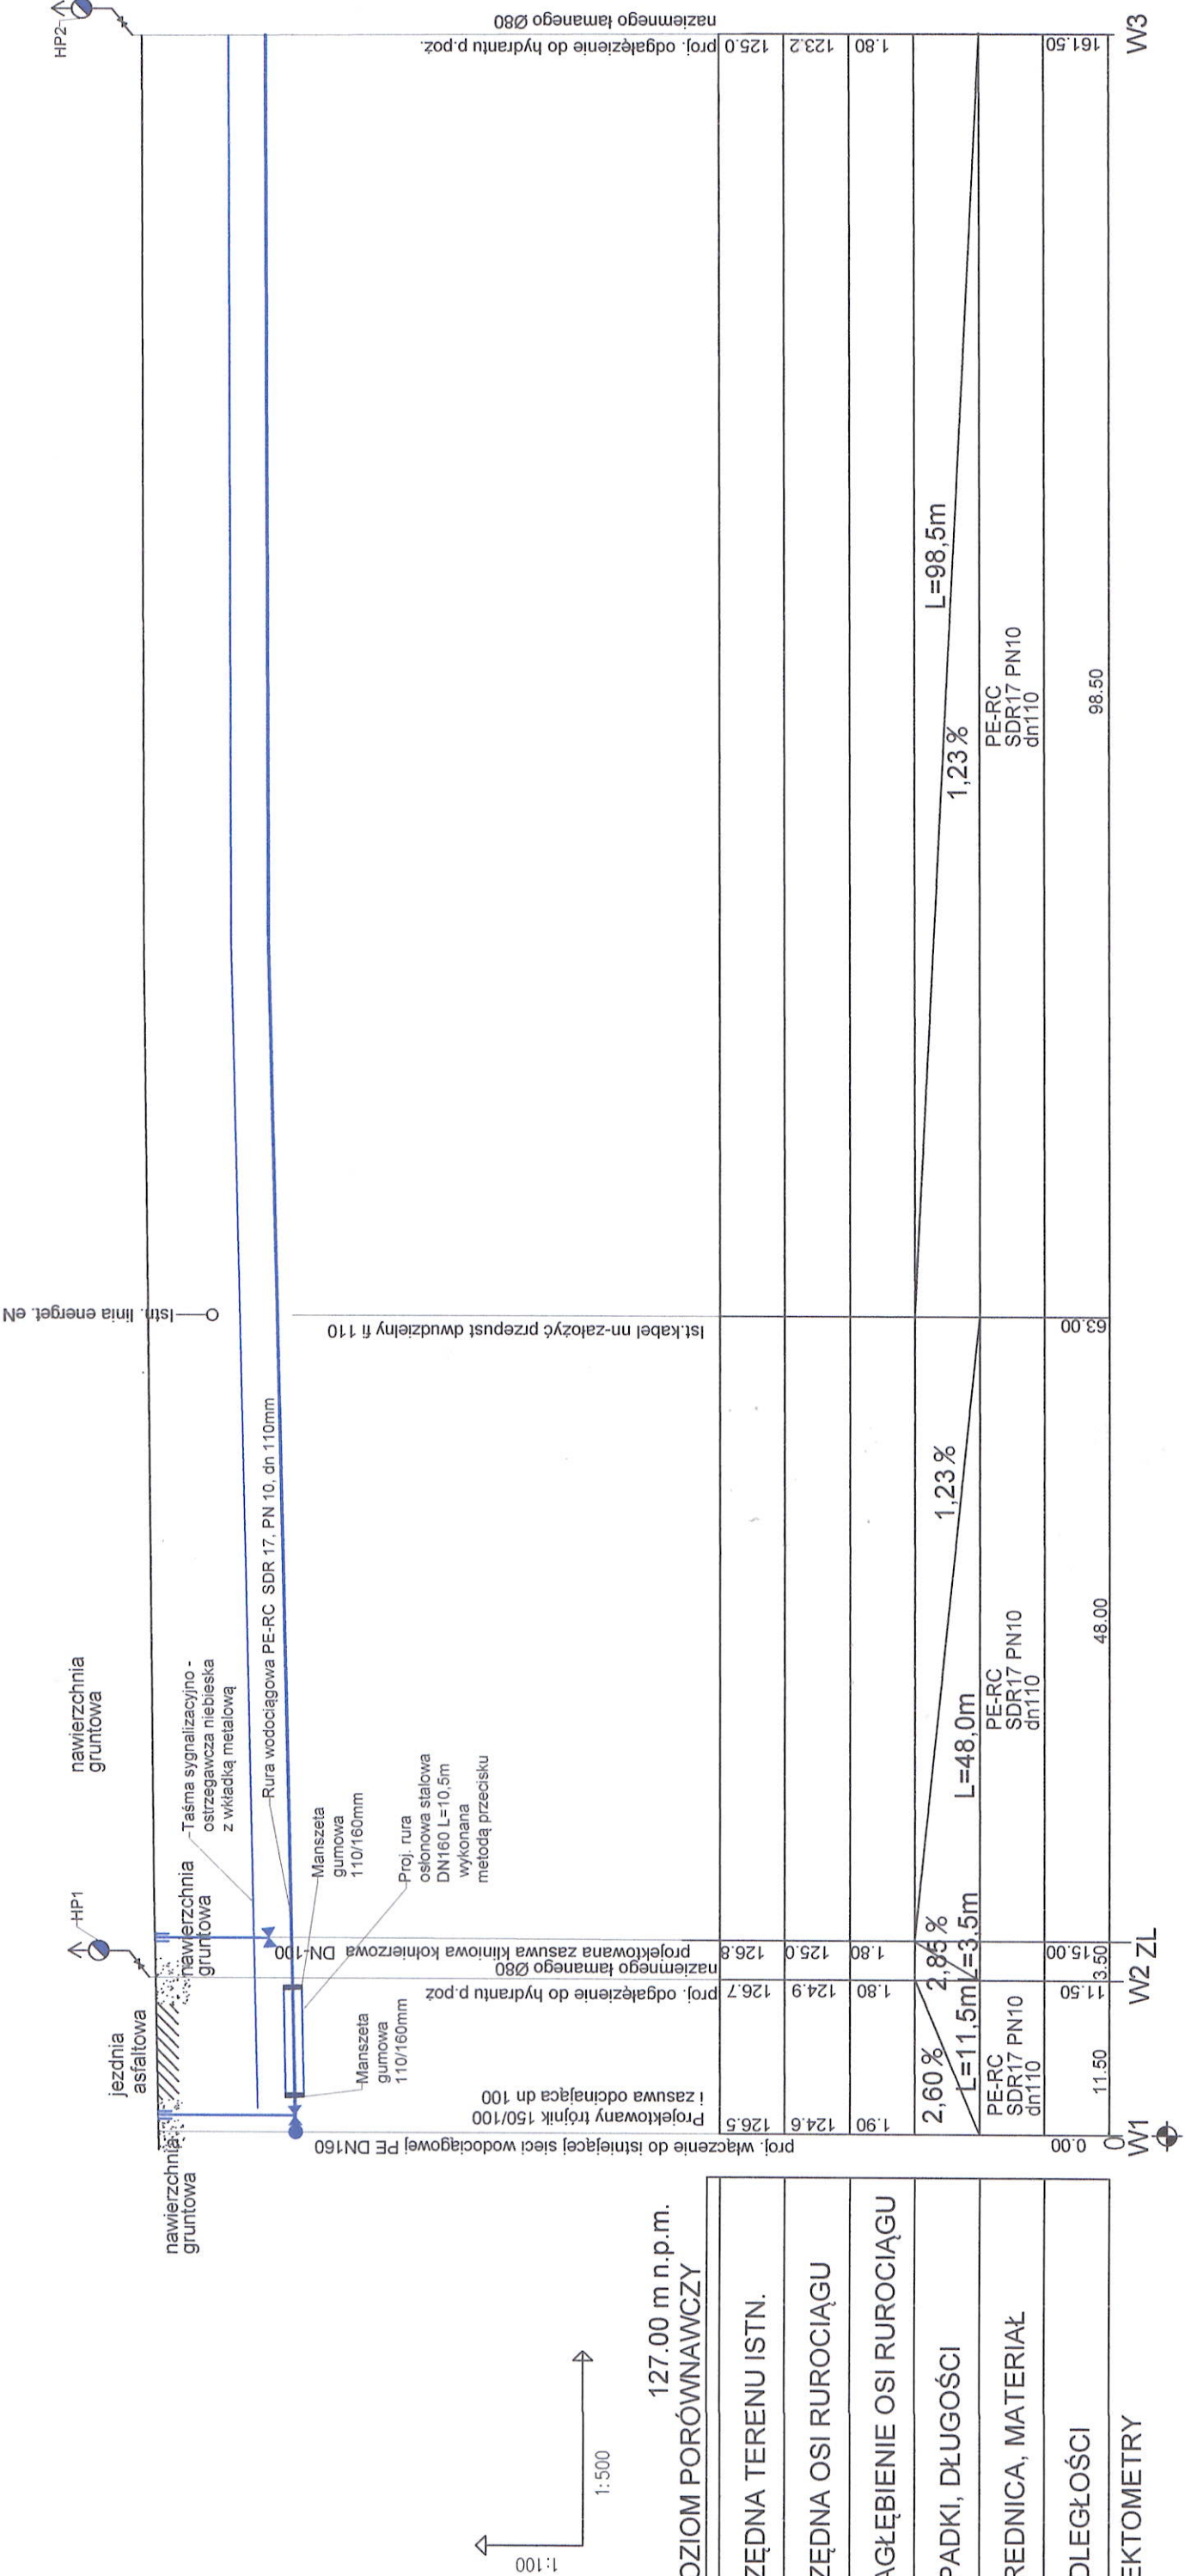 HP2
proj. odgałęzienie do hydrantu p.poż.
naziemnego łamanego Ø80
125.0
123.2
1.80
161.50
W3
L=98,5m
1,23%
PE-RC
SDR17 PN10
dn110
98.50
Istn. linia energet. eN
Ist.kabel nn-założyć przepust dwudzielny fi 110
63.00
1,23%
L=48,0m
PE-RC
SDR17 PN10
dn110
48.00
nawierzchnia
gruntowa
Taśma sygnalizacyjno -
ostrzegawcza niebieska
z wkładką metalową
Rura wodociągowa PE-RC SDR 17, PN 10, dn 110mm
Manszeta
gumowa
110/160mm
Proj. rura
osłonowa stalowa
DN160 L=10,5m
wykonana
metodą przecisku
HP1
nawierzchnia
gruntowa
projektowana zasuwa kliniowa kołnierzowa DN-100
126.8
125.0
1.80
2,85%
L=3,5m
15.00
3.50
ZL
proj. odgałęzienie do hydrantu p.poż
naziemnego łamanego Ø80
126.7
124.9
1.80
11.50
W2
jezdnia
asfaltowa
Manszeta
gumowa
110/160mm
2,60%
L=11,5m
PE-RC
SDR17 PN10
dn110
11.50
Projektowany trójnik 150/100
i zasuwa odcinająca dn 100
proj. włączenie do istniejącej sieci wodociągowej PE DN160
126.5
124.6
1.90
0.00
0
W1
nawierzchnia
gruntowa
127.00 m n.p.m.
OZIOM PORÓWNAWCZY
ZĘDNA TERENU ISTN.
ZĘDNA OSI RUROCIĄGU
AGŁĘBIENIE OSI RUROCIĄGU
PADKI, DŁUGOŚCI
REDNICA, MATERIAŁ
DLEGŁOŚCI
EKTOMETRY
1:500
1:100